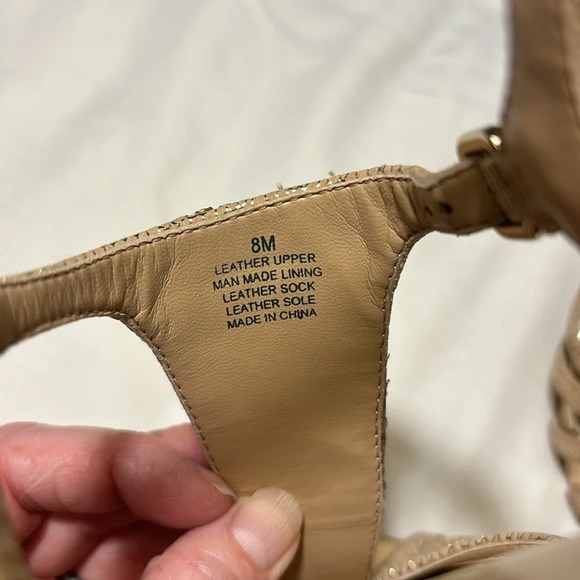 8M
LEATHER UPPER
MAN MADE LINING
LEATHER SOCK
LEATHER SOLE
MADE IN CHINA